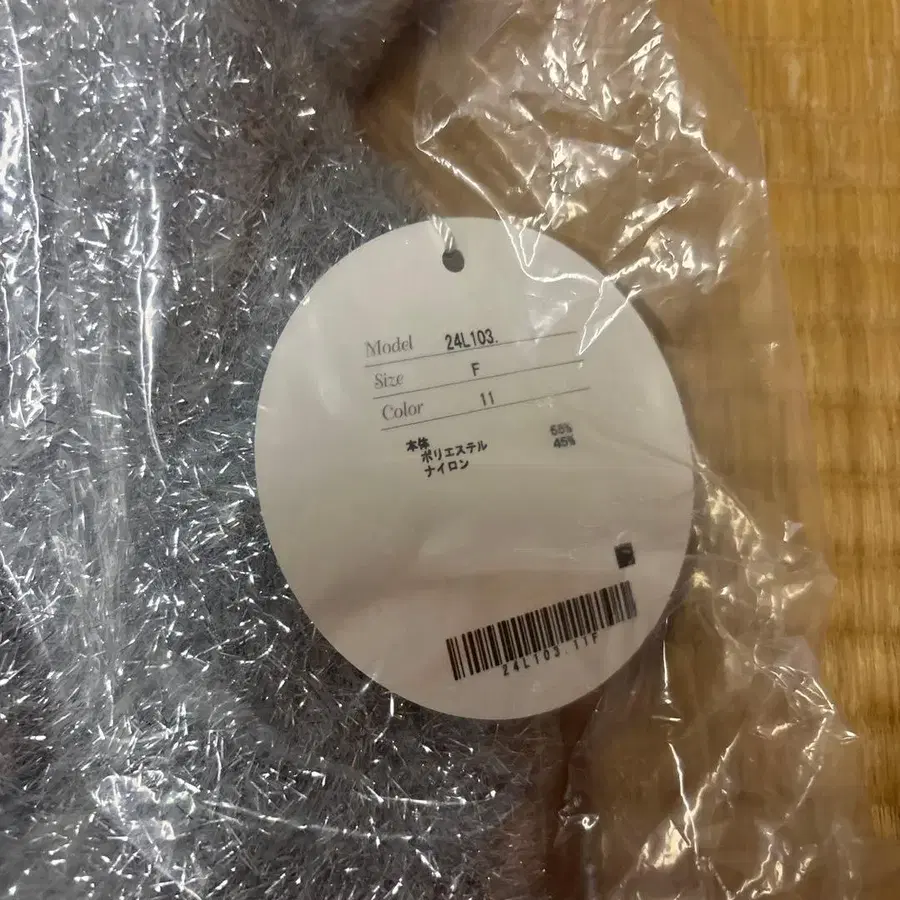 Model 24L103.
Size F
Color 11
本体
ポリエステル
ナイロン 45%
24L103.11F